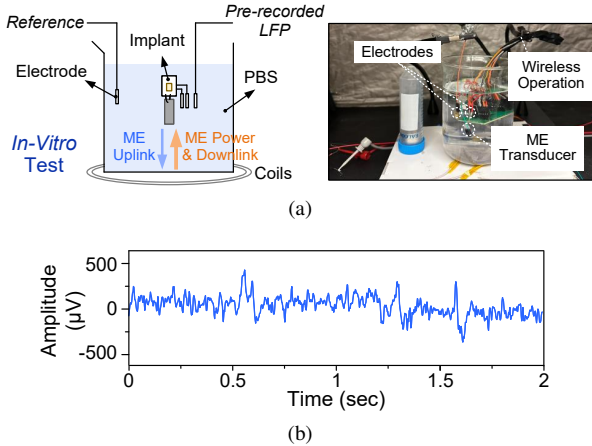 Reference
Pre-recorded
LFP
Implant
Electrode
PBS
In-Vitro
Test
ME
Uplink
ME Power
& Downlink
Coils
Electrodes
Wireless
Operation
ME
Transducer
(a)
Amplitude
(µV)
500
0
-500
0
0.5
1
1.5
2
Time (sec)
(b)